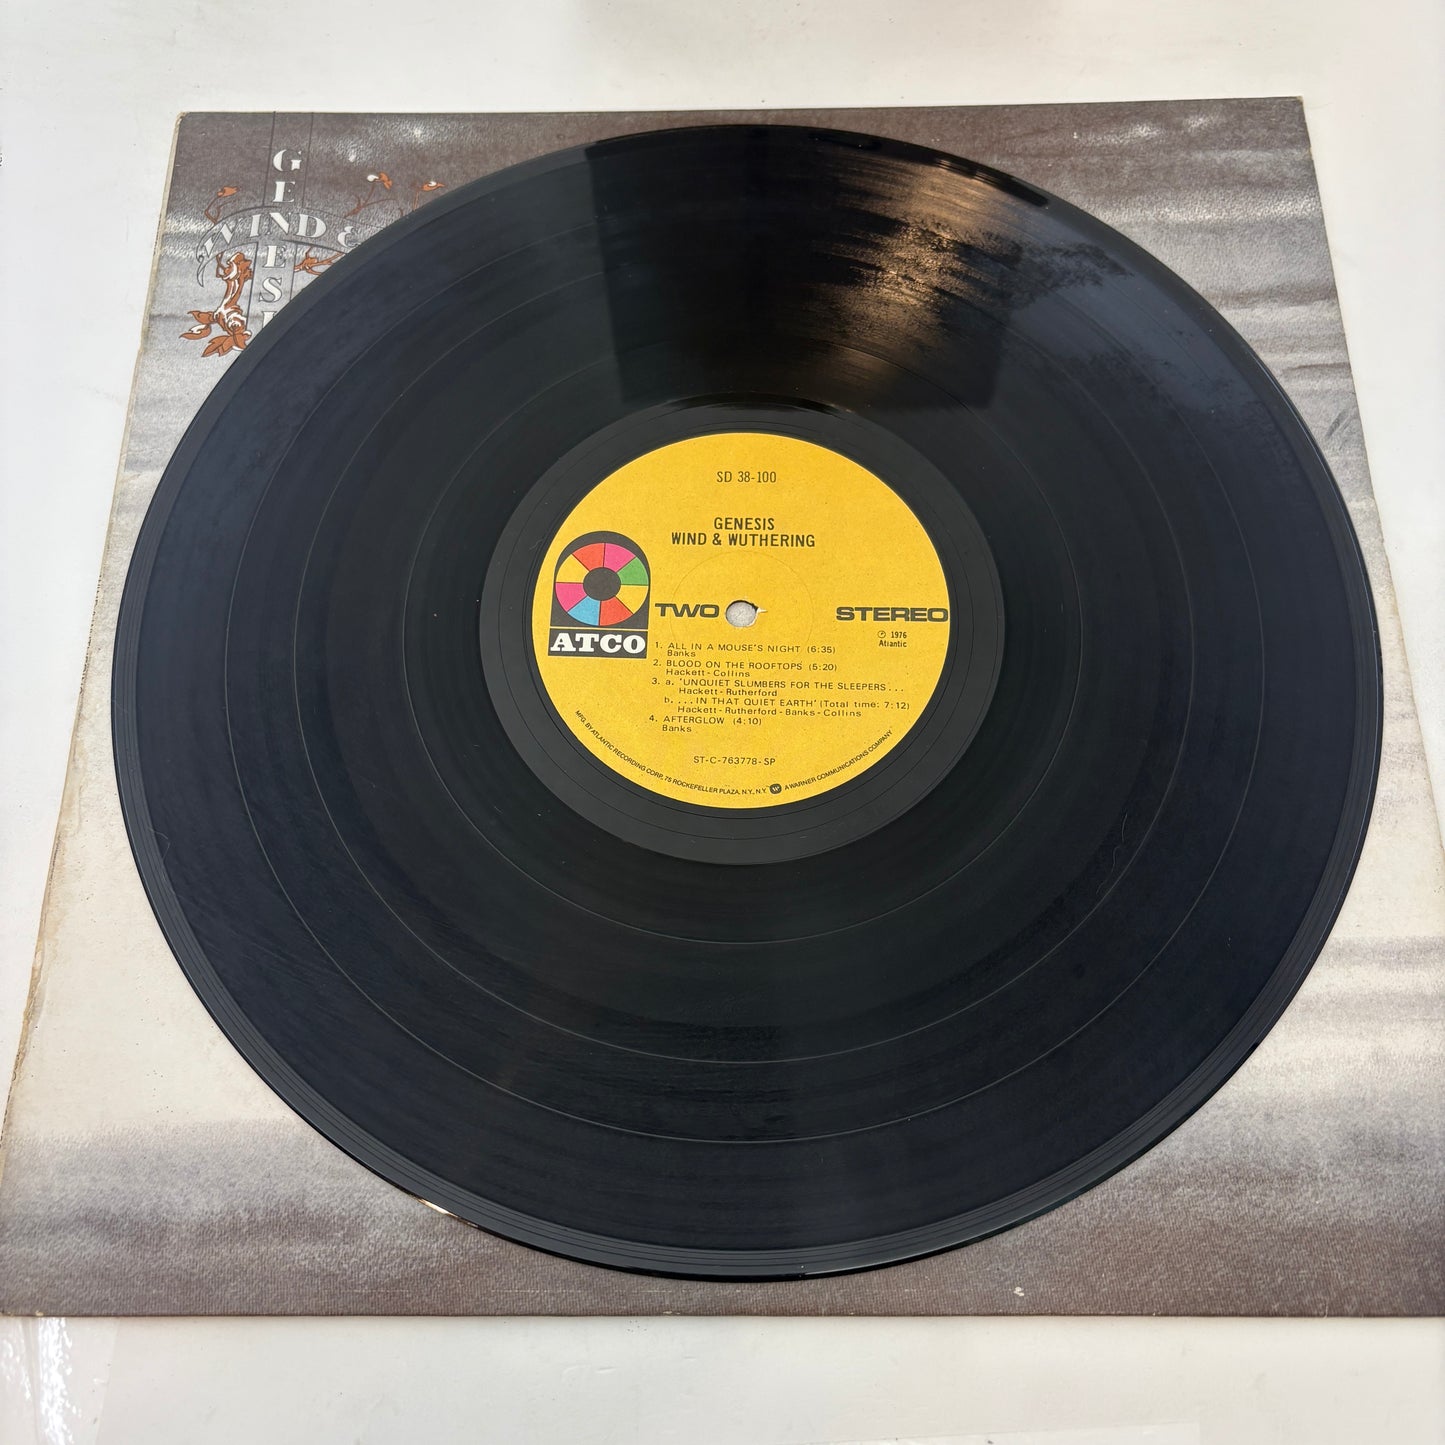 GENESI
WIND &
SD 38-100
GENESIS
WIND & WUTHERING
ATCO
TWO
STEREO
℗ 1976
Atlantic
1. ALL IN A MOUSE'S NIGHT (6:35)
Banks
2. BLOOD ON THE ROOFTOPS (5:20)
Hackett-Collins
3. a. 'UNQUIET SLUMBERS FOR THE SLEEPERS...
Hackett-Rutherford
b. ...IN THAT QUIET EARTH' (Total time: 7:12)
Hackett-Rutherford-Banks-Collins
4. AFTERGLOW (4:10)
Banks
ST-C-763778-SP
MFG. BY ATLANTIC RECORDING CORP., 75 ROCKEFELLER PLAZA, N.Y., N.Y. W A WARNER COMMUNICATIONS COMPANY